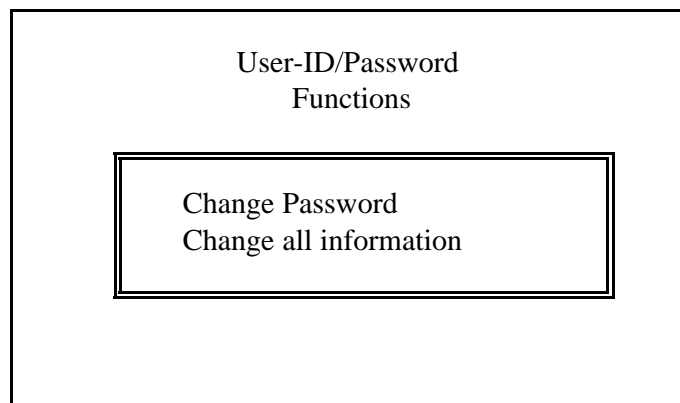 User-ID/Password
Functions
Change Password
Change all information